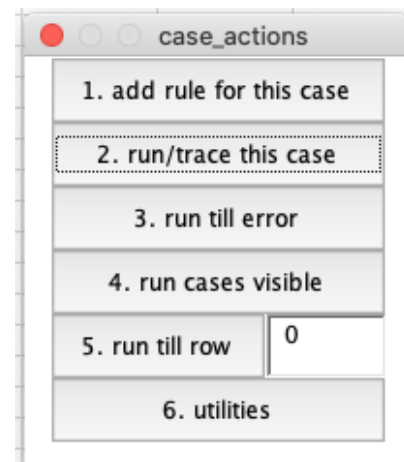 case_actions
1. add rule for this case
2. run/trace this case
3. run till error
4. run cases visible
5. run till row 0
6. utilities